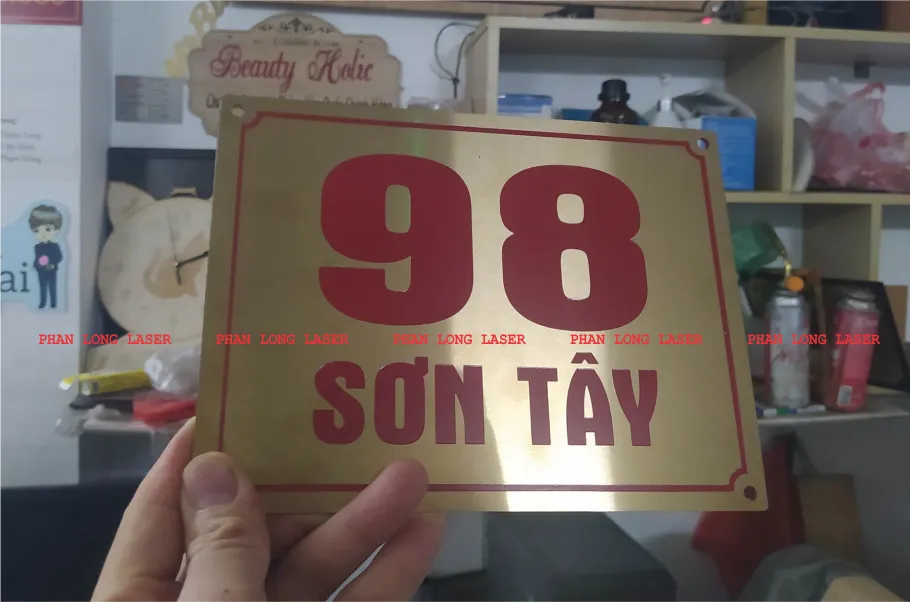 Beauty Holic
98
PHAN LONG LASER PHAN LONG LASER PHAN LONG LASER PHAN LONG LASER PHAN LONG LASER
SƠN TÂY
ai